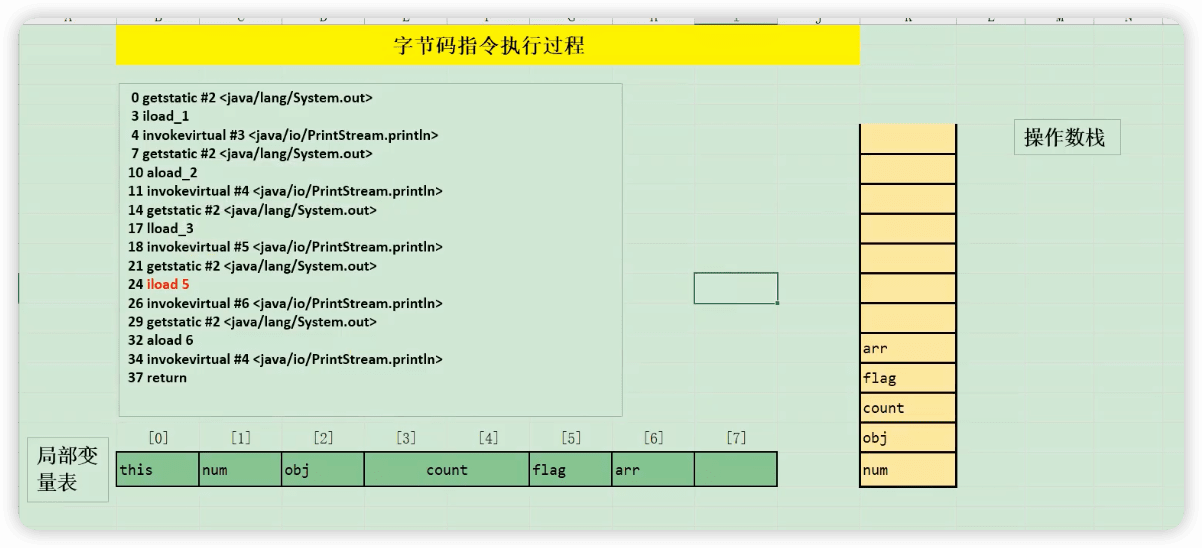 字节码指令执行过程
0 getstatic #2 <java/lang/System.out>
3 iload_1
4 invokevirtual #3 <java/io/PrintStream.println>
7 getstatic #2 <java/lang/System.out>
10 aload_2
11 invokevirtual #4 <java/io/PrintStream.println>
14 getstatic #2 <java/lang/System.out>
17 lload_3
18 invokevirtual #5 <java/io/PrintStream.println>
21 getstatic #2 <java/lang/System.out>
24 iload 5
26 invokevirtual #6 <java/io/PrintStream.println>
29 getstatic #2 <java/lang/System.out>
32 aload 6
34 invokevirtual #4 <java/io/PrintStream.println>
37 return
操作数栈
arr
flag
count
obj
num
[0] [1] [2] [3] [4] [5] [6] [7]
局部变
量表
this num obj count flag arr